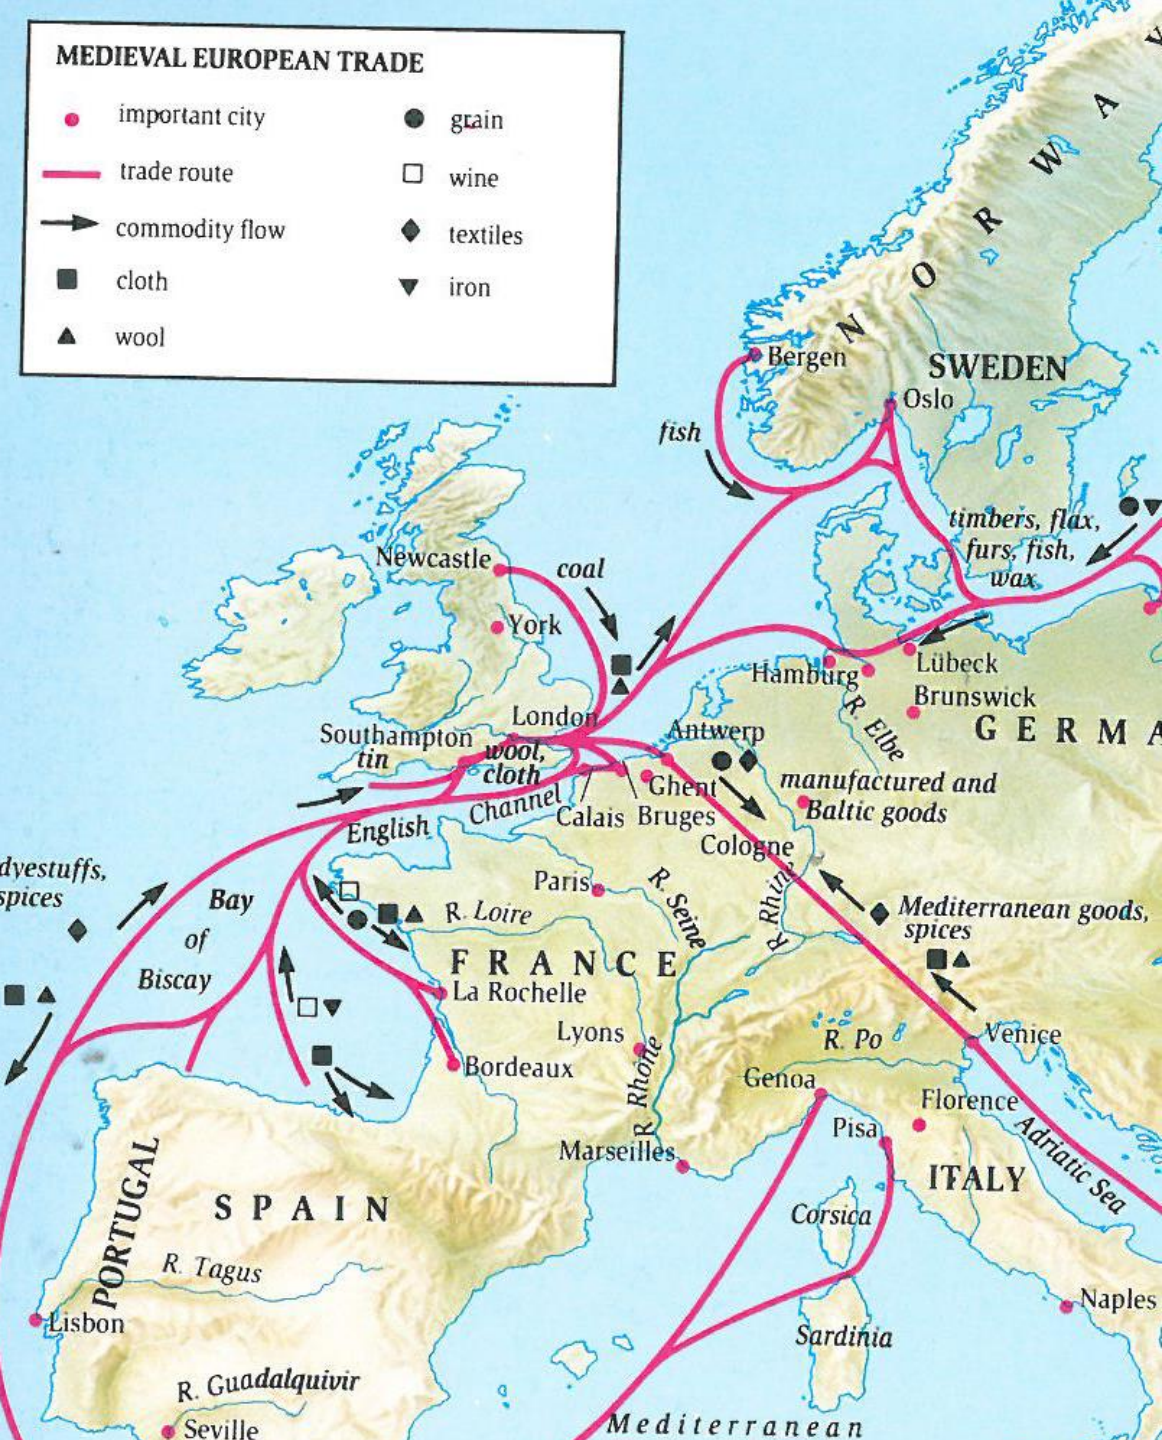 MEDIEVAL EUROPEAN TRADE
important city
trade route
commodity flow
cloth
wool
grain
wine
textiles
iron
NORWAY
Bergen
SWEDEN
Oslo
fish
timbers, flax,
furs, fish,
wax
Newcastle
coal
York
Hamburg
Lübeck
Brunswick
R. Elbe
GERMA
London
Southampton
tin
wool,
cloth
Antwerp
Ghent
manufactured and
Baltic goods
English Channel
Calais
Bruges
Cologne
dyestuffs,
spices
Bay
of
Biscay
Paris
R. Seine
R. Rhine
R. Loire
Mediterranean goods,
spices
FRANCE
La Rochelle
Lyons
R. Po
Venice
Bordeaux
R. Rhône
Genoa
Florence
Pisa
Marseilles
ITALY
Adriatic Sea
PORTUGAL
SPAIN
Corsica
R. Tagus
Lisbon
Naples
Sardinia
R. Guadalquivir
Seville
Mediterranean